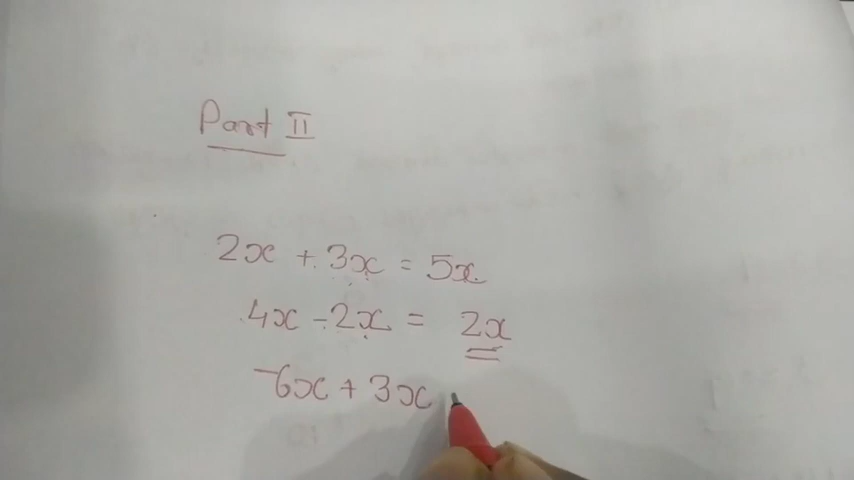 Part II
2x + 3x = 5x
4x - 2x = 2x
-6x + 3x